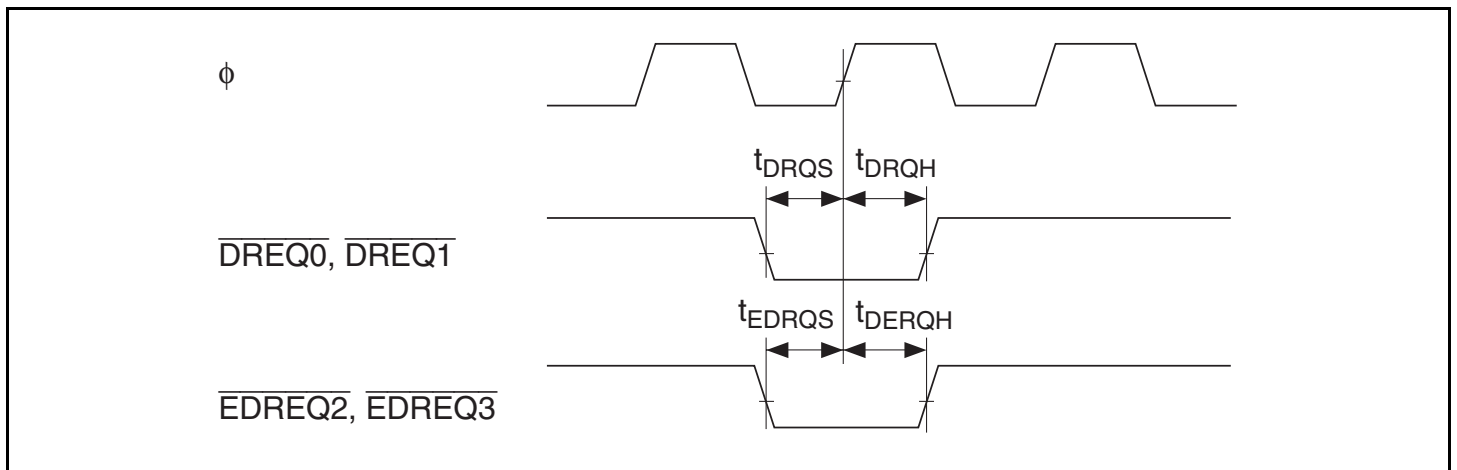 ϕ
tDRQS tDRQH
DREQ0, DREQ1
tEDRQS tDERQH
EDREQ2, EDREQ3